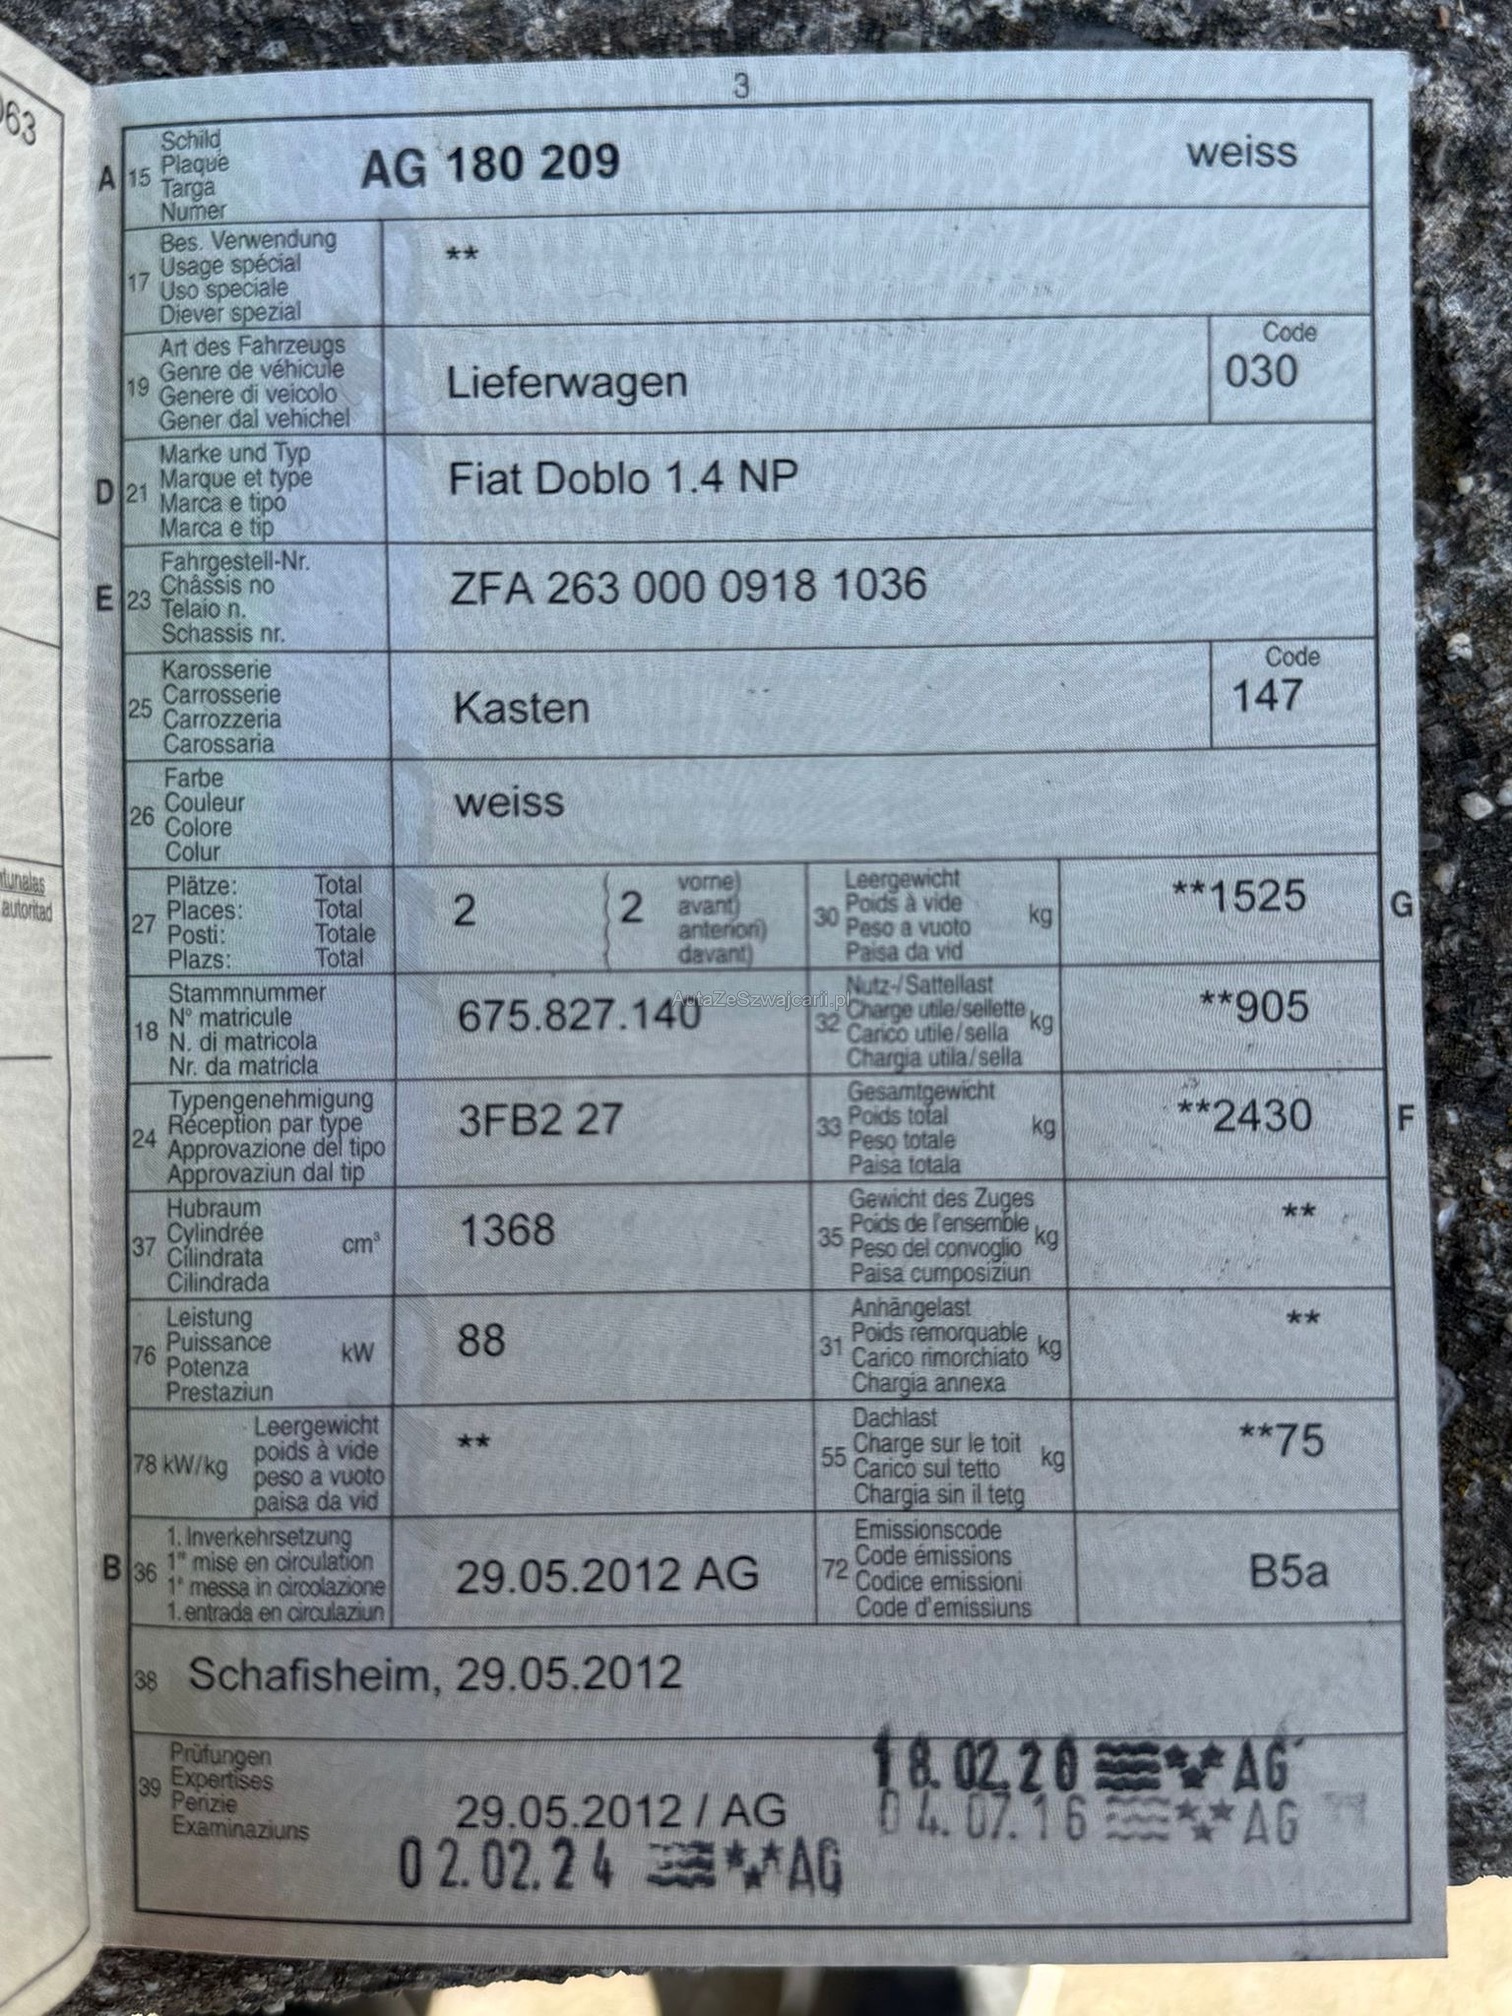 3
A 15 Schild
Plaque
Targa
Numer
AG 180 209
weiss
17 Bes. Verwendung
Usage spécial
Uso speciale
Diever spezial
**
19 Art des Fahrzeugs
Genre de véhicule
Genere di veicolo
Gener dal vehichel
Lieferwagen
Code
030
D 21 Marke und Typ
Marque et type
Marca e tipo
Marca e tip
Fiat Doblo 1.4 NP
E 23 Fahrgestell-Nr.
Châssis no
Telaio n.
Schassis nr.
ZFA 263 000 0918 1036
25 Karosserie
Carrosserie
Carrozzeria
Carossaria
Kasten
Code
147
26 Farbe
Couleur
Colore
Colur
weiss
27 Plätze: Total
Places: Total
Posti: Totale
Plazs: Total
2
( 2 vorne)
avant)
anteriori)
davant)
30 Leergewicht
Poids à vide
Peso a vuoto
Paisa da vid
kg
**1525
G
18 Stammnummer
N° matricule
N. di matricola
Nr. da matricla
675.827.140
AutaZeSzwajcarii.pl
32 Nutz-/Sattellast
Charge utile/sellette
Carico utile/sella
Chargia utila/sella
kg
**905
24 Typengenehmigung
Réception par type
Approvazione del tipo
Approvaziun dal tip
3FB2 27
33 Gesamtgewicht
Poids total
Peso totale
Paisa totala
kg
**2430
F
37 Hubraum
Cylindrée
Cilindrata
Cilindrada
cm³
1368
35 Gewicht des Zuges
Poids de l'ensemble
Peso del convoglio
Paisa cumposiziun
kg
**
76 Leistung
Puissance
Potenza
Prestaziun
kW
88
31 Anhängelast
Poids remorquable
Carico rimorchiato
Chargia annexa
kg
**
78 kW/kg
Leergewicht
poids à vide
peso a vuoto
paisa da vid
**
55 Dachlast
Charge sur le toit
Carico sul tetto
Chargia sin il tetg
kg
**75
B 36 1. Inverkehrsetzung
1re mise en circulation
1a messa in circolazione
1. entrada en circulaziun
29.05.2012 AG
72 Emissionscode
Code émissions
Codice emissioni
Code d'emissiuns
B5a
38 Schafisheim, 29.05.2012
39 Prüfungen
Expertises
Perizie
Examinaziuns
29.05.2012 / AG
18.02.20 AG
04.07.16 AG
02.02.24 AG